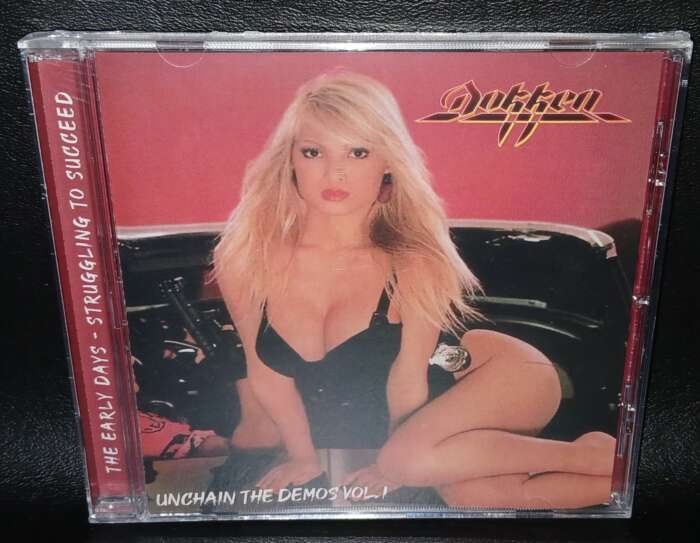 THE EARLY DAYS - STRUGGLING TO SUCCEED
Dokken
UNCHAIN THE DEMOS VOL. I